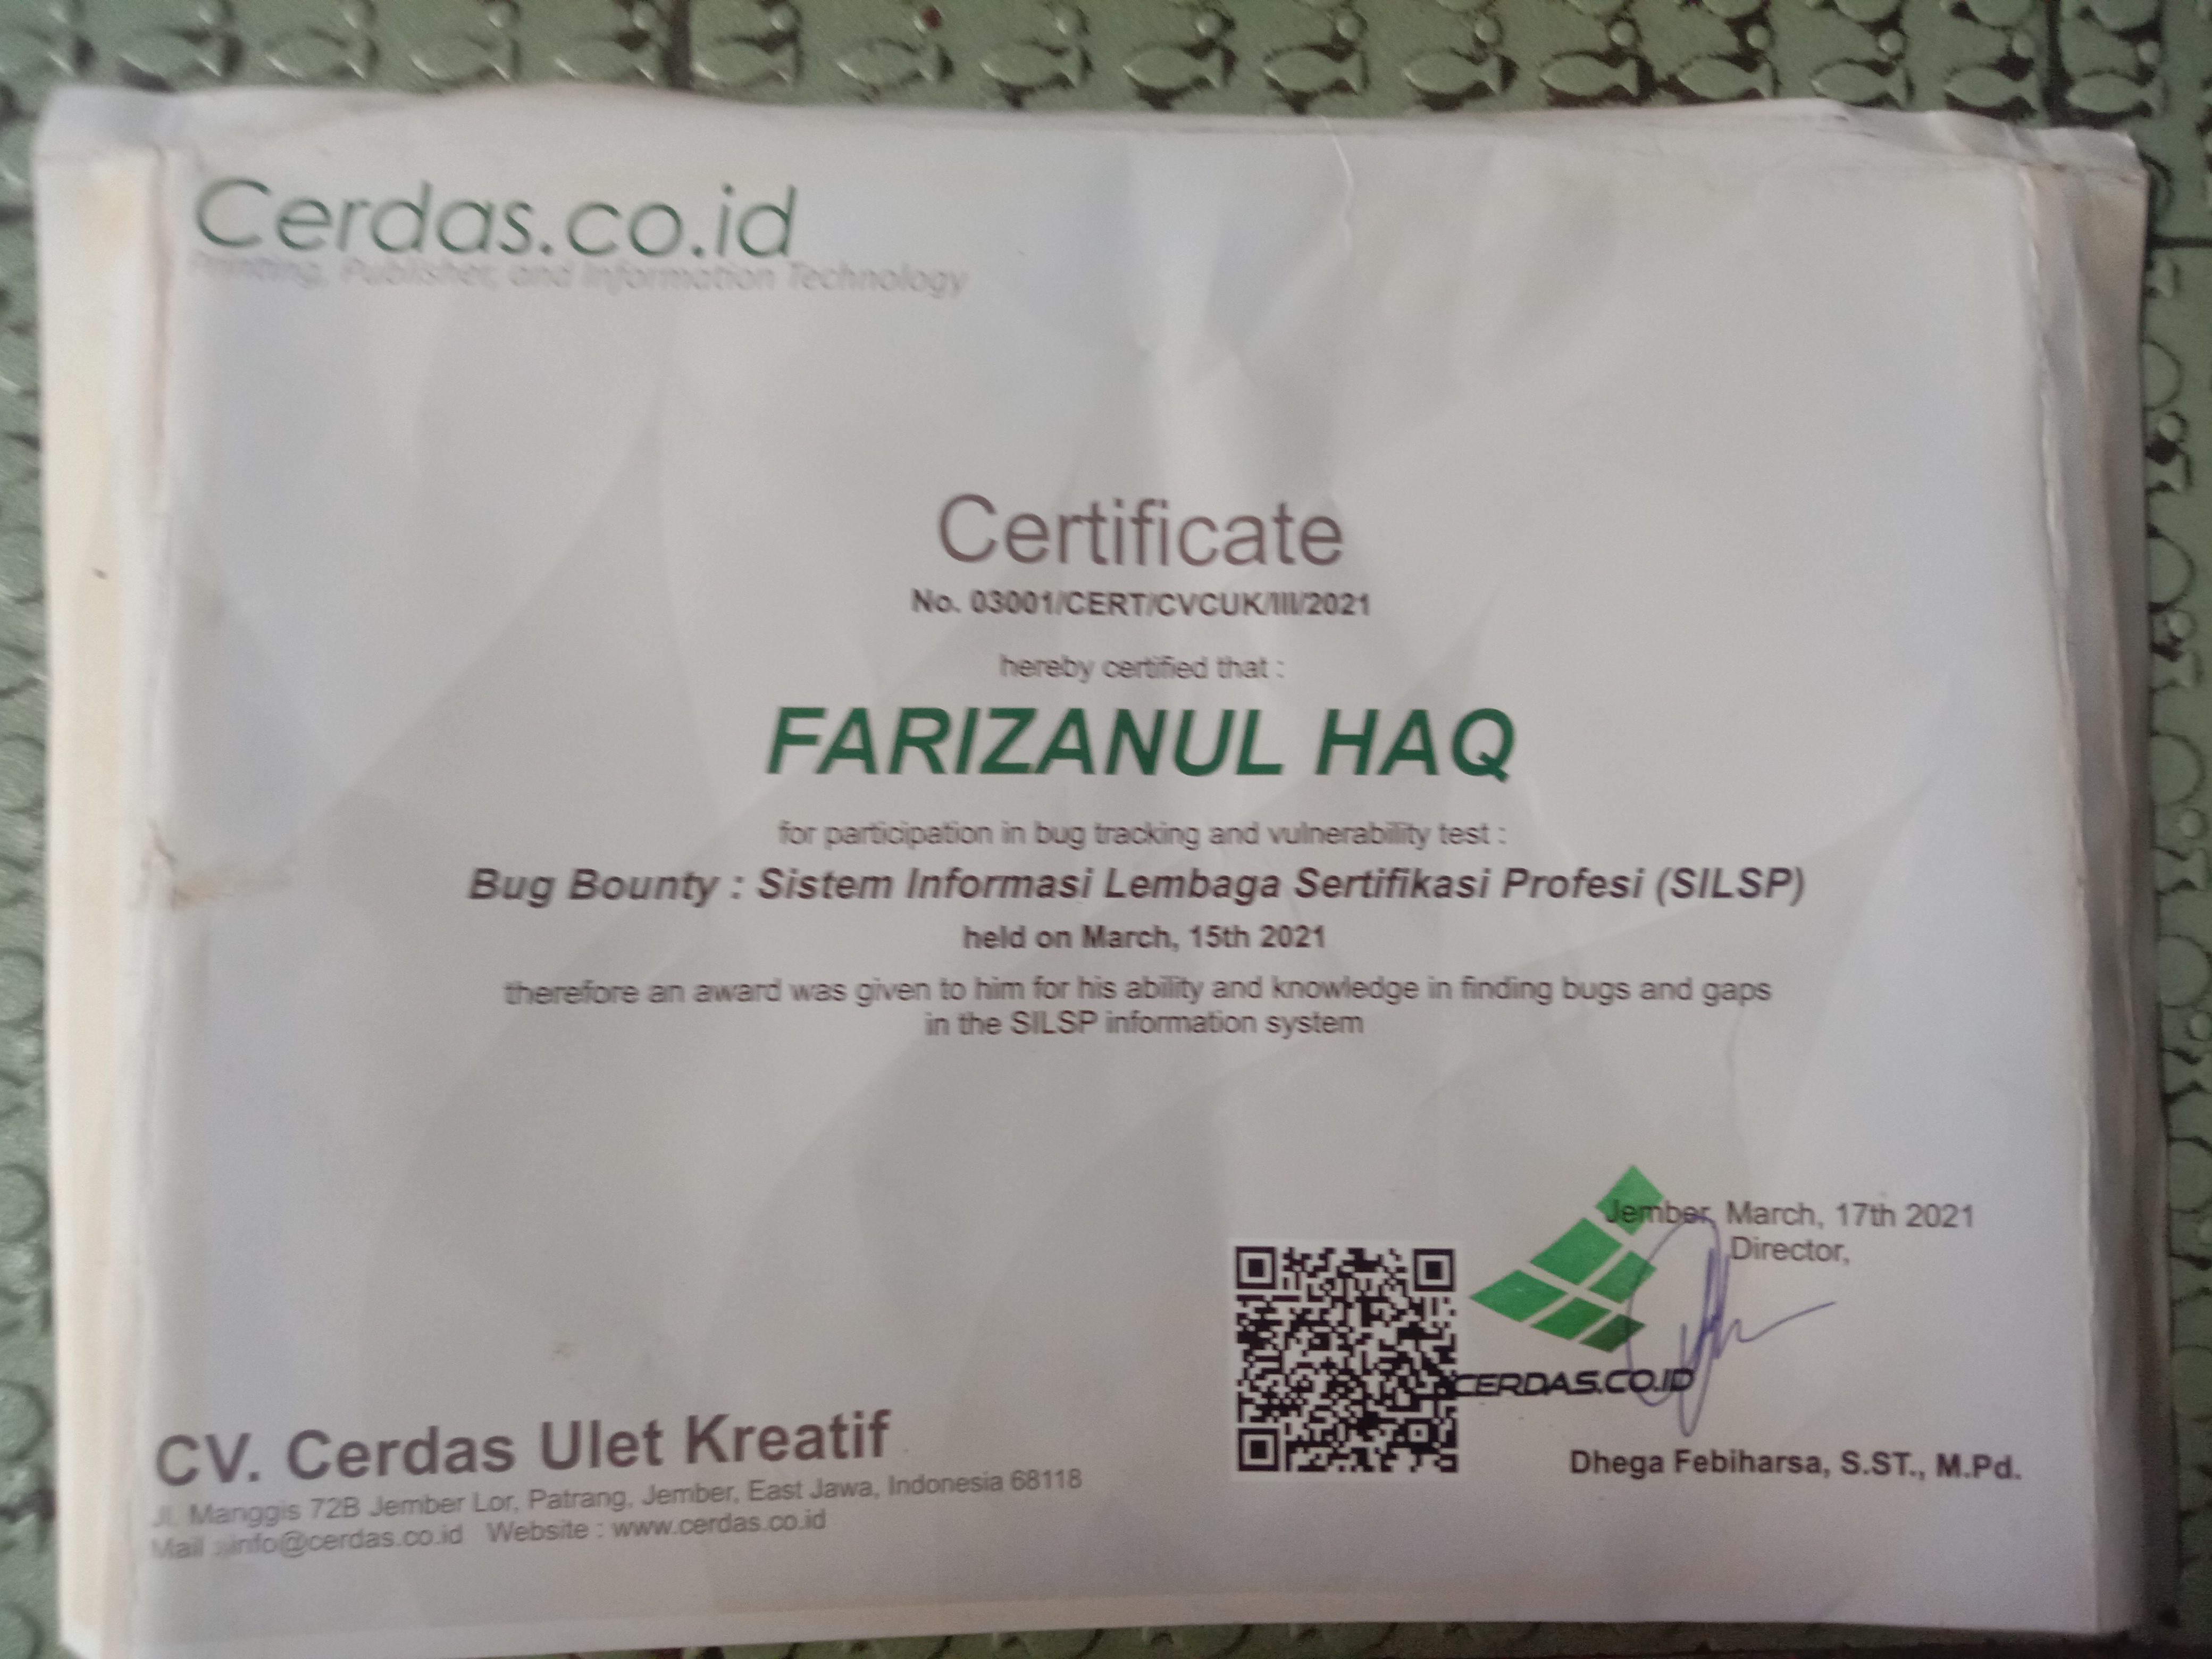 Cerdas.co.id
Printing, Publisher, and Information Technology
Certificate
No. 03001/CERT/CVCUK/III/2021
hereby certified that :
FARIZANUL HAQ
for participation in bug tracking and vulnerability test :
Bug Bounty : Sistem Informasi Lembaga Sertifikasi Profesi (SILSP)
held on March, 15th 2021
therefore an award was given to him for his ability and knowledge in finding bugs and gaps
in the SILSP information system
Jember, March, 17th 2021
Director,
CERDAS.CO.ID
Dhega Febiharsa, S.ST., M.Pd.
CV. Cerdas Ulet Kreatif
Jl. Manggis 72B Jember Lor, Patrang, Jember, East Jawa, Indonesia 68118
Mail : info@cerdas.co.id Website : www.cerdas.co.id